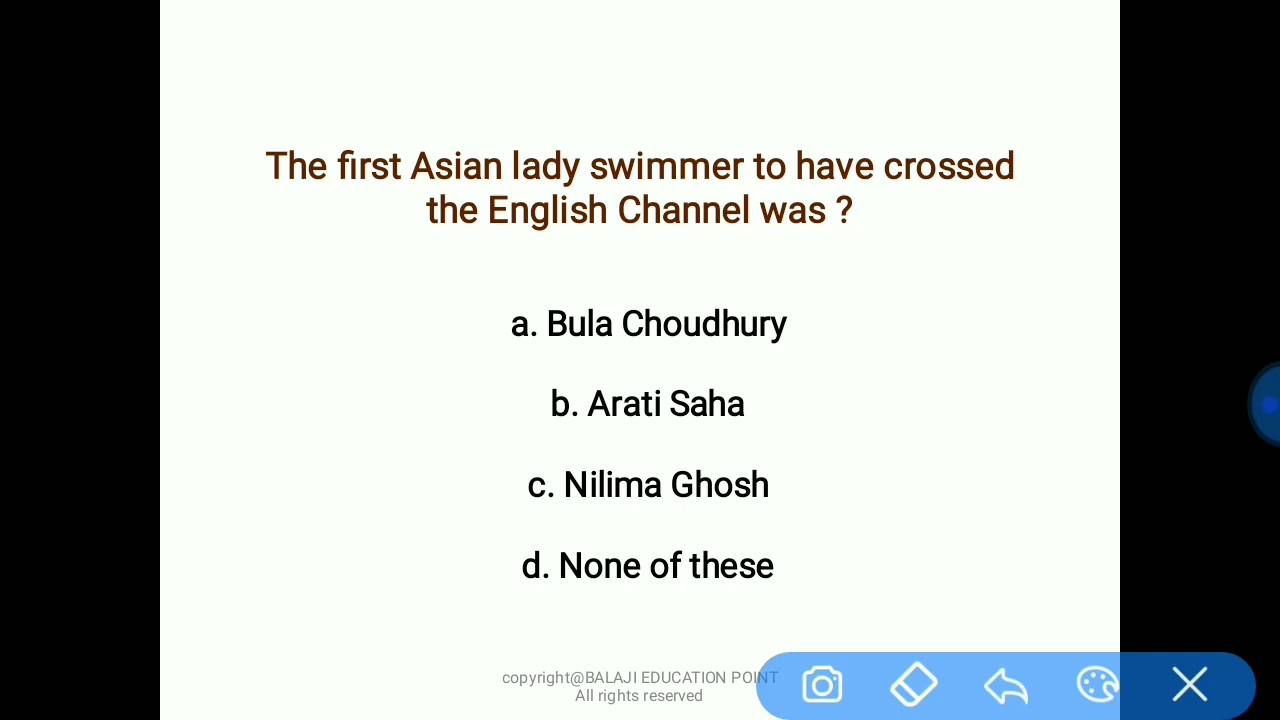 The first Asian lady swimmer to have crossed
the English Channel was ?
a. Bula Choudhury
b. Arati Saha
c. Nilima Ghosh
d. None of these
copyright@BALAJI EDUCATION POINT
All rights reserved